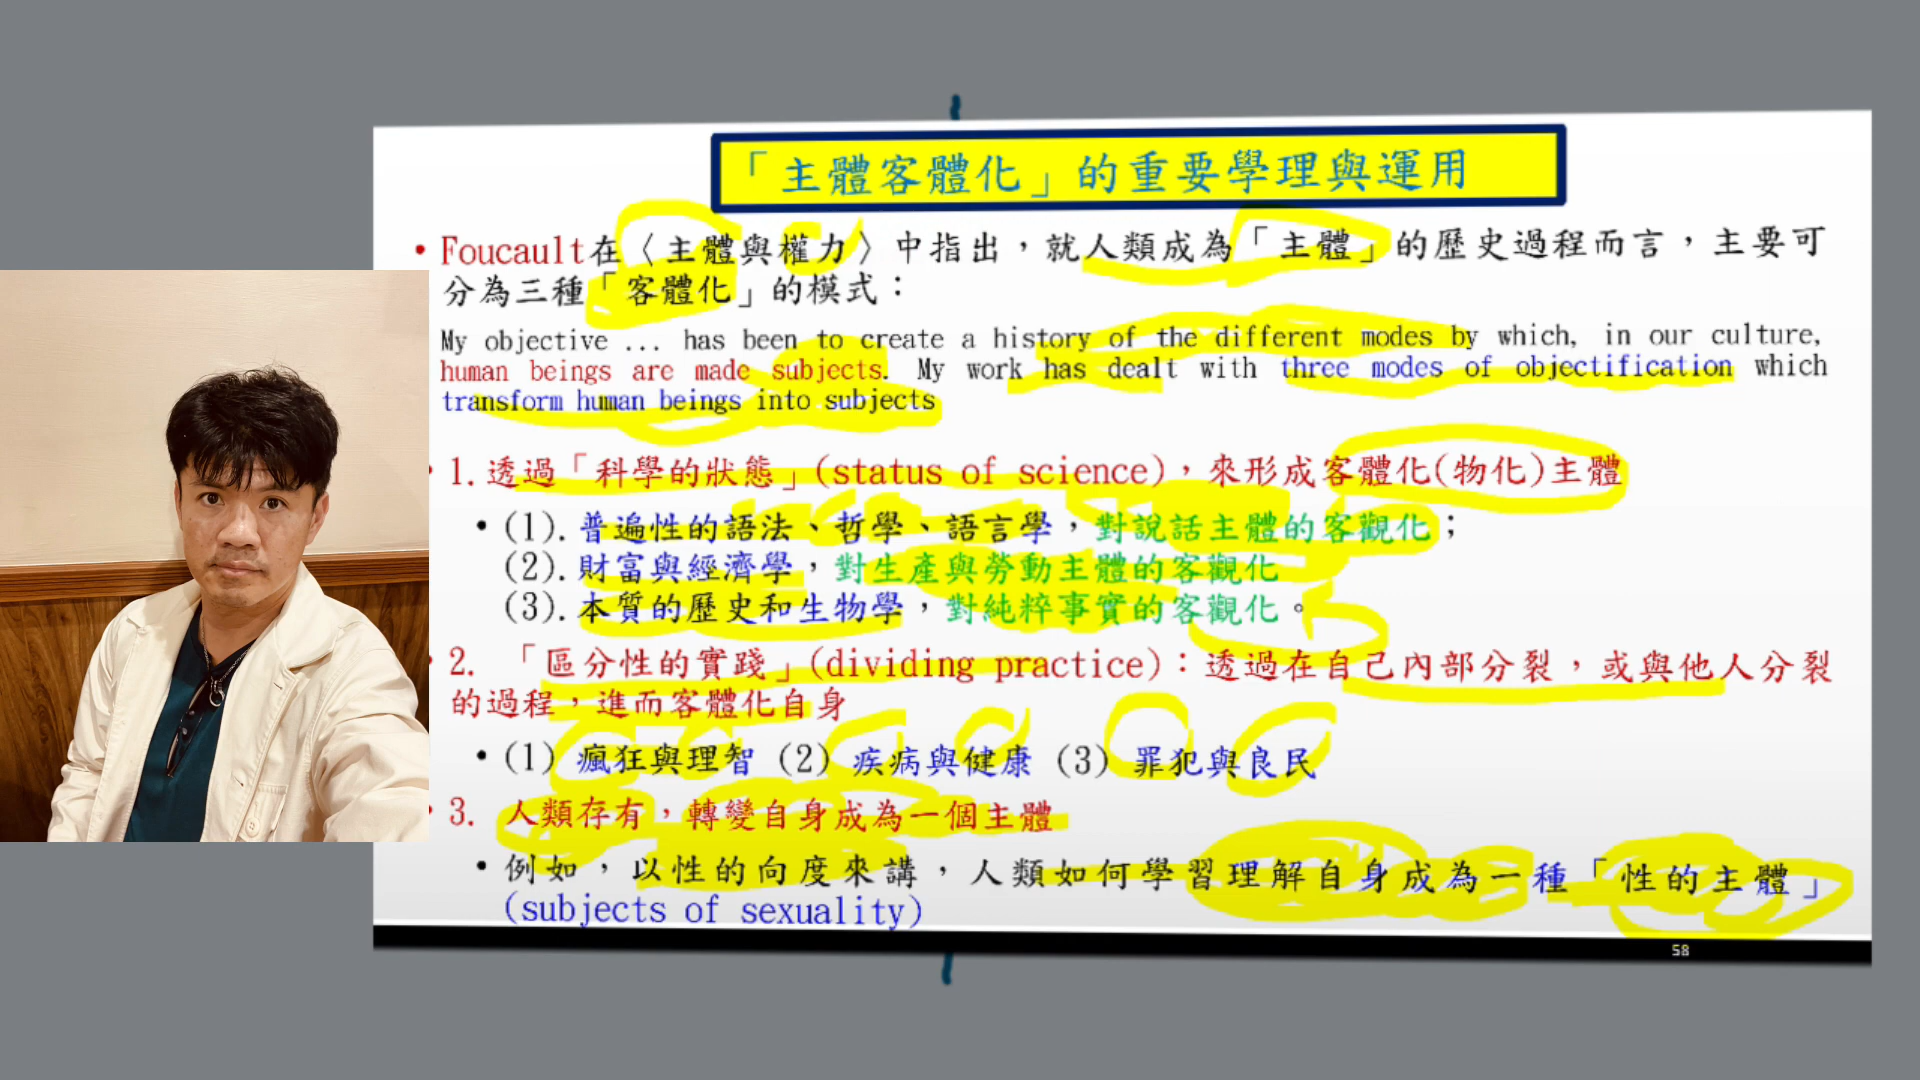 「主體客體化」的重要學理與運用
• Foucault在〈主體與權力〉中指出，就人類成為「主體」的歷史過程而言，主要可
分為三種「客體化」的模式：
My objective ... has been to create a history of the different modes by which, in our culture,
human beings are made subjects. My work has dealt with three modes of objectification which
transform human beings into subjects
• 1.透過「科學的狀態」(status of science)，來形成客體化(物化)主體
• (1).普遍性的語法、哲學、語言學，對說話主體的客觀化；
(2).財富與經濟學，對生產與勞動主體的客觀化
(3).本質的歷史和生物學，對純粹事實的客觀化。
• 2. 「區分性的實踐」(dividing practice)：透過在自己內部分裂，或與他人分裂
的過程，進而客體化自身
• (1) 瘋狂與理智 (2) 疾病與健康 (3) 罪犯與良民
• 3. 人類存有，轉變自身成為一個主體
• 例如，以性的向度來講，人類如何學習理解自身成為一種「性的主體」
(subjects of sexuality)
58